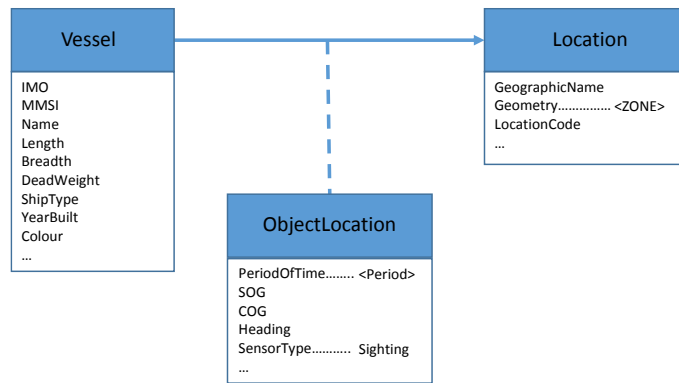 Vessel
IMO
MMSI
Name
Length
Breadth
DeadWeight
ShipType
YearBuilt
Colour
…
Location
GeographicName
Geometry…………… <ZONE>
LocationCode
…
ObjectLocation
PeriodOfTime…….. <Period>
SOG
COG
Heading
SensorType……….. Sighting
…